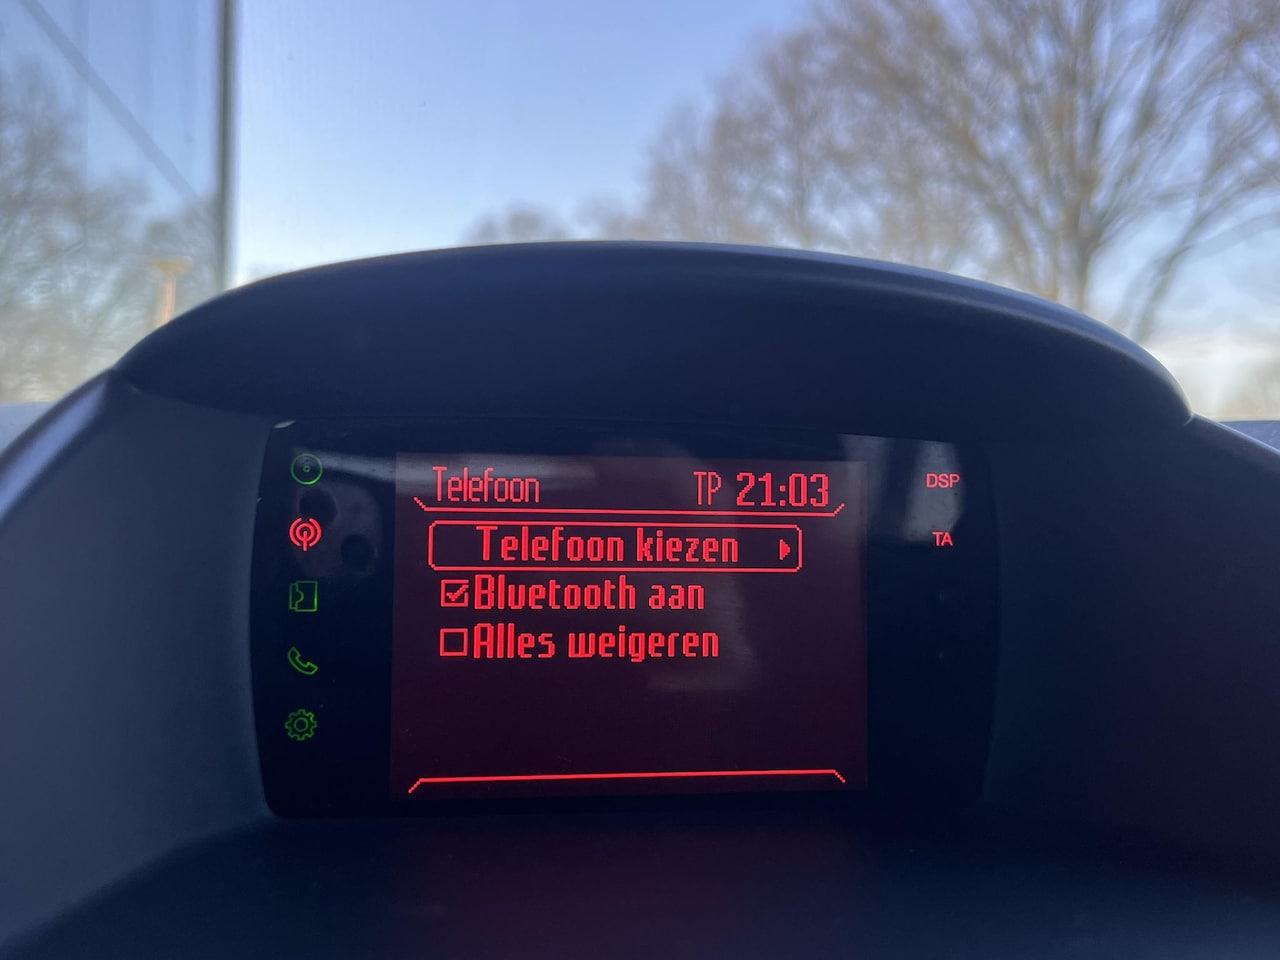 Telefoon TP 21:03
DSP
TA
Telefoon kiezen
Bluetooth aan
Alles weigeren